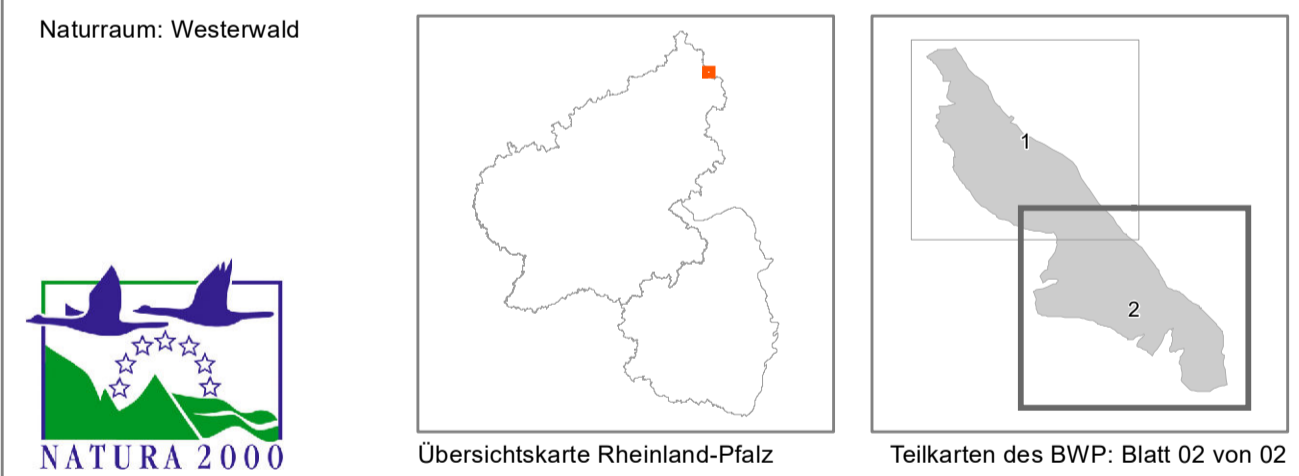 Naturraum: Westerwald
1
2
NATURA 2000
Übersichtskarte Rheinland-Pfalz
Teilkarten des BWP: Blatt 02 von 02